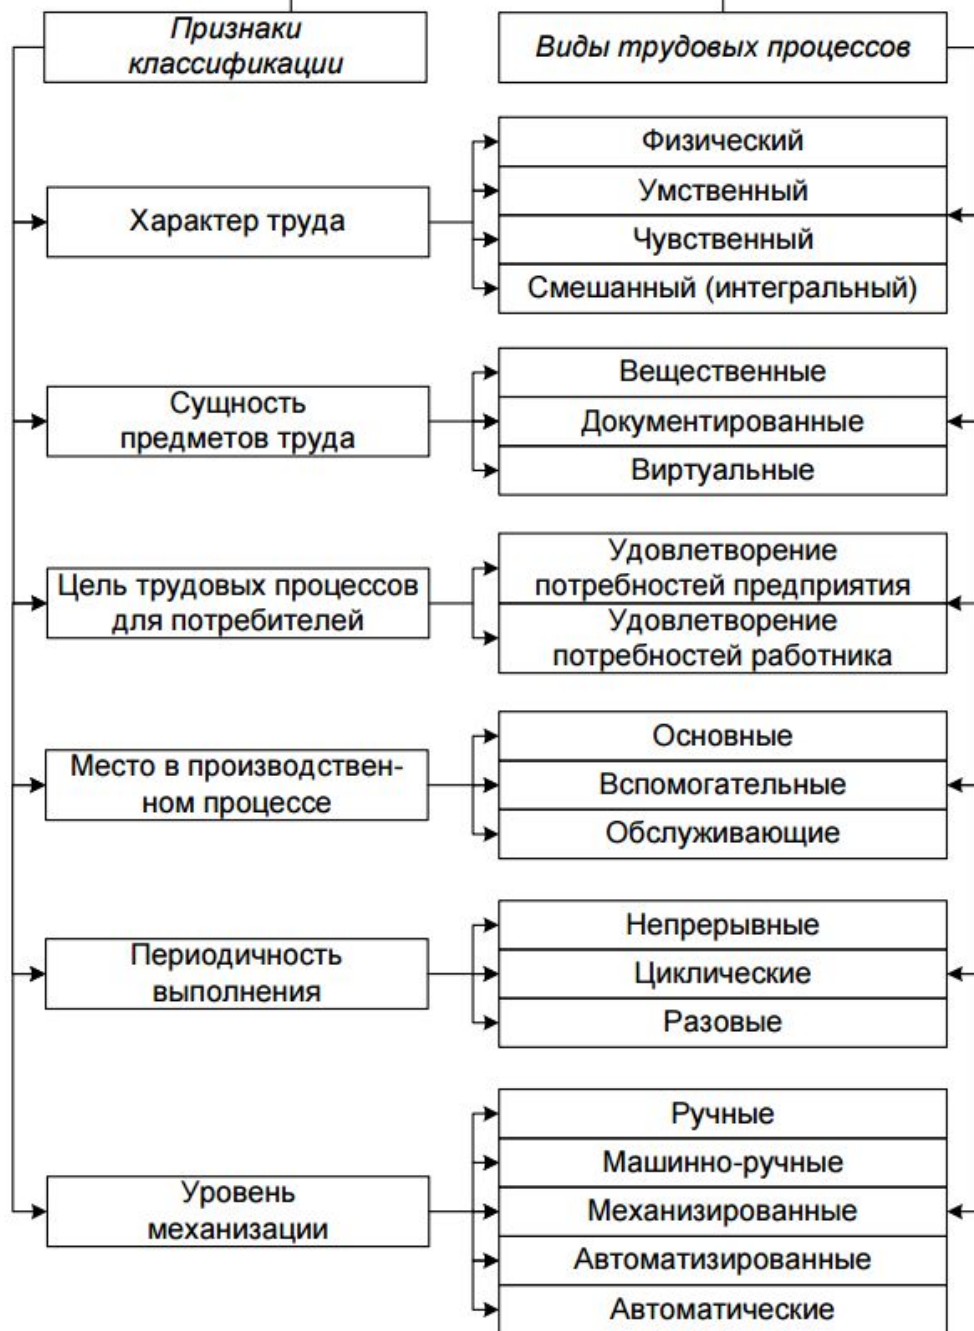 Признаки
классификации
Виды трудовых процессов
Характер труда
Физический
Умственный
Чувственный
Смешанный (интегральный)
Сущность
предметов труда
Вещественные
Документированные
Виртуальные
Цель трудовых процессов
для потребителей
Удовлетворение
потребностей предприятия
Удовлетворение
потребностей работника
Место в производствен-
ном процессе
Основные
Вспомогательные
Обслуживающие
Периодичность
выполнения
Непрерывные
Циклические
Разовые
Уровень
механизации
Ручные
Машинно-ручные
Механизированные
Автоматизированные
Автоматические